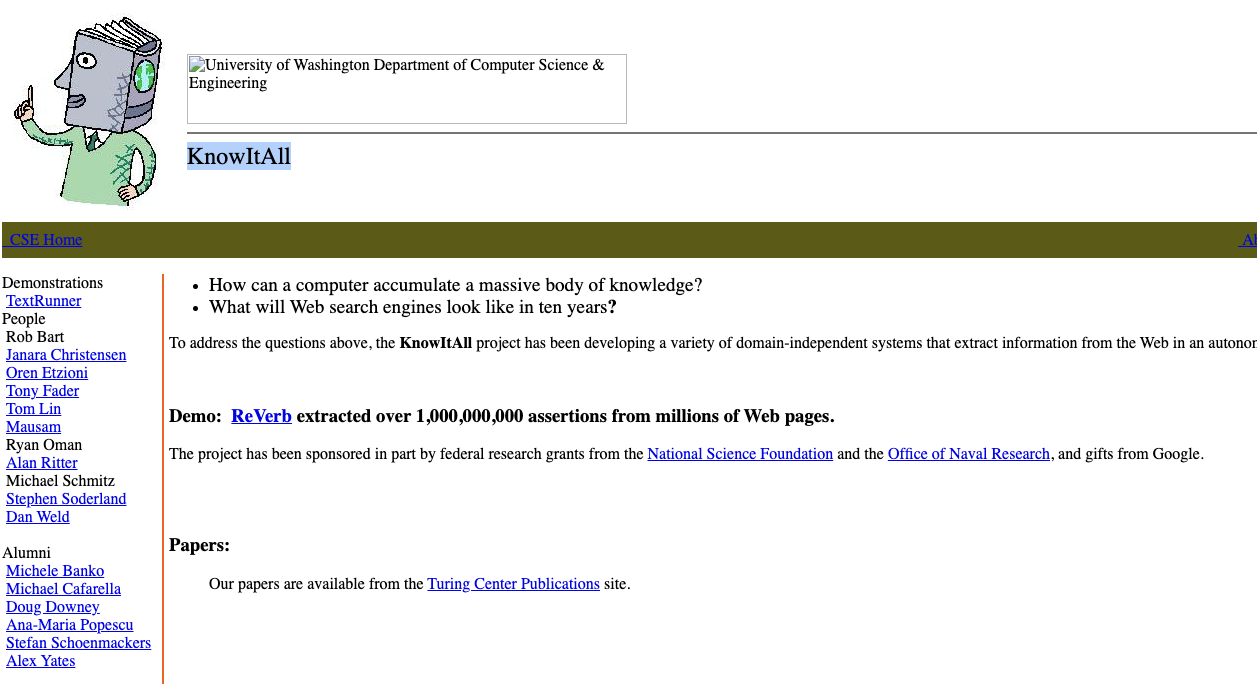 University of Washington Department of Computer Science &
Engineering
KnowItAll
CSE Home
Demonstrations
TextRunner
People
Rob Bart
Janara Christensen
Oren Etzioni
Tony Fader
Tom Lin
Mausam
Ryan Oman
Alan Ritter
Michael Schmitz
Stephen Soderland
Dan Weld
Alumni
Michele Banko
Michael Cafarella
Doug Downey
Ana-Maria Popescu
Stefan Schoenmackers
Alex Yates
• How can a computer accumulate a massive body of knowledge?
• What will Web search engines look like in ten years?
To address the questions above, the KnowItAll project has been developing a variety of domain-independent systems that extract information from the Web in an
Demo: ReVerb extracted over 1,000,000,000 assertions from millions of Web pages.
The project has been sponsored in part by federal research grants from the National Science Foundation and the Office of Naval Research, and gifts from Google.
Papers:
Our papers are available from the Turing Center Publications site.